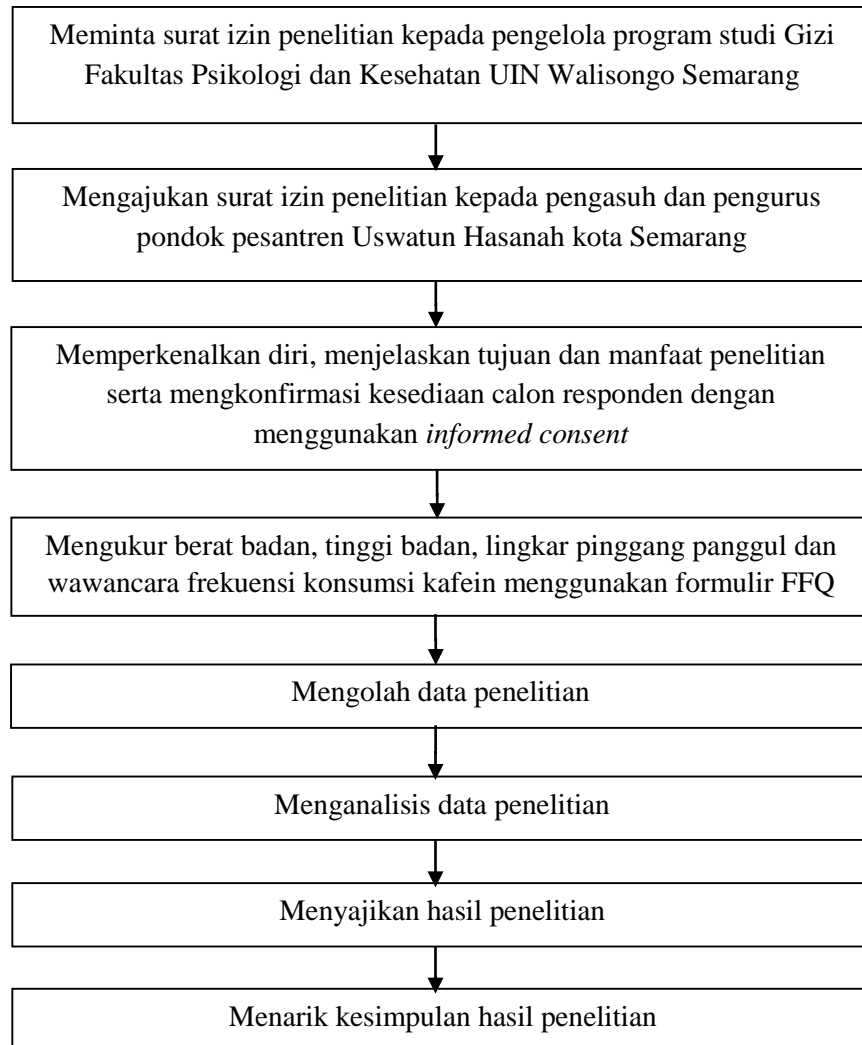 Meminta surat izin penelitian kepada pengelola program studi Gizi
Fakultas Psikologi dan Kesehatan UIN Walisongo Semarang
Mengajukan surat izin penelitian kepada pengasuh dan pengurus
pondok pesantren Uswatun Hasanah kota Semarang
Memperkenalkan diri, menjelaskan tujuan dan manfaat penelitian
serta mengkonfirmasi kesediaan calon responden dengan
menggunakan informed consent
Mengukur berat badan, tinggi badan, lingkar pinggang panggul dan
wawancara frekuensi konsumsi kafein menggunakan formulir FFQ
Mengolah data penelitian
Menganalisis data penelitian
Menyajikan hasil penelitian
Menarik kesimpulan hasil penelitian